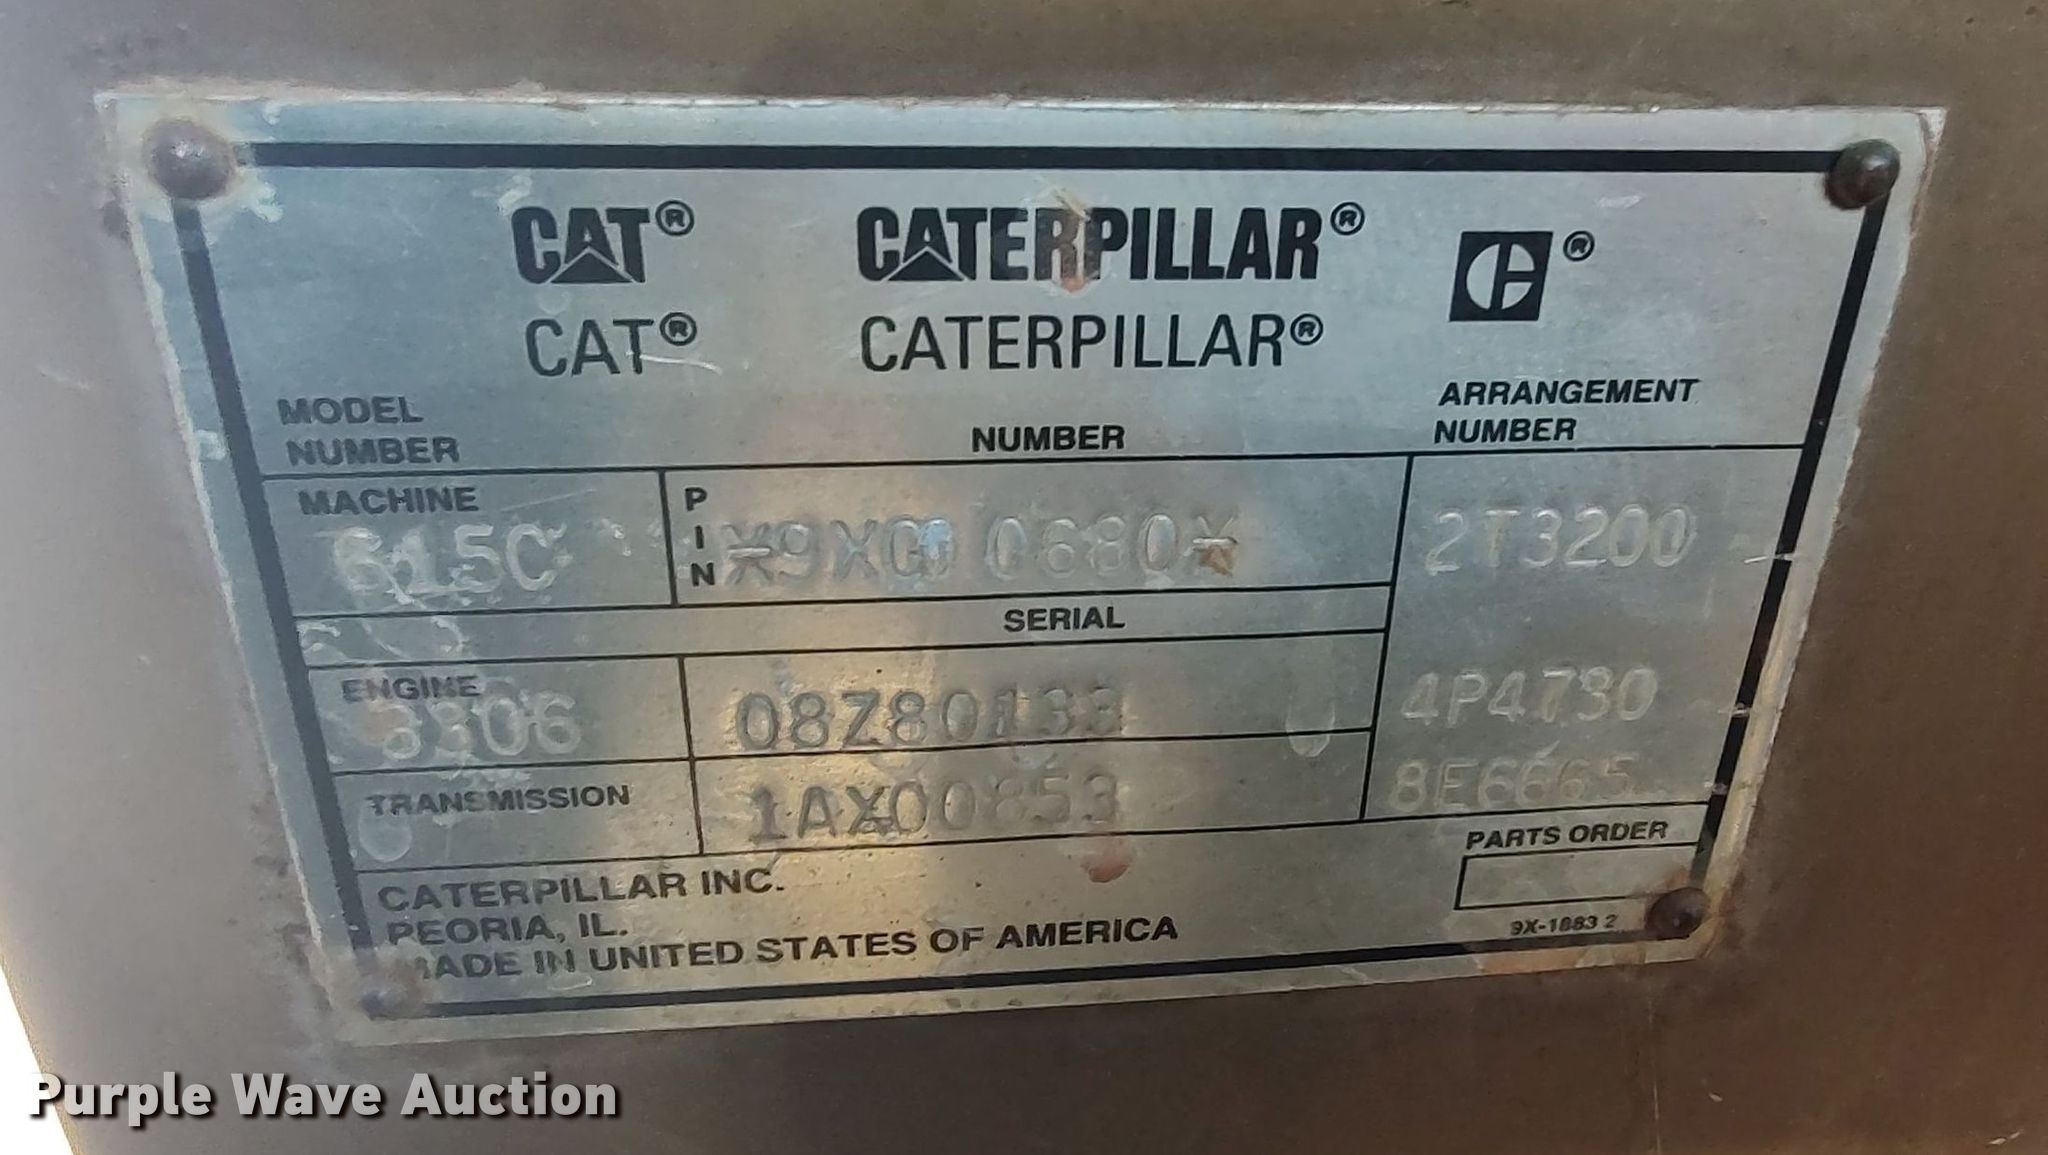 CAT® CATERPILLAR® ®
CAT® CATERPILLAR®
MODEL NUMBER
NUMBER
ARRANGEMENT NUMBER
MACHINE
615C
PIN
2T3200
SERIAL
ENGINE
3306
08Z80133
4P4730
TRANSMISSION
1AX00853
8E6665
PARTS ORDER
CATERPILLAR INC.
PEORIA, IL.
MADE IN UNITED STATES OF AMERICA
9X-1883 2
Purple Wave Auction